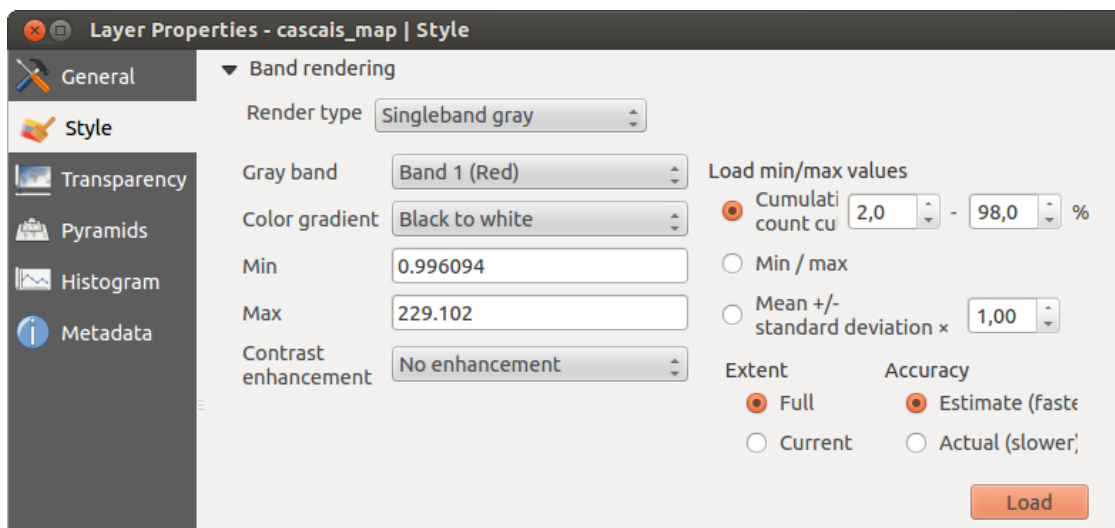 Layer Properties - cascais_map | Style
General
Style
Transparency
Pyramids
Histogram
Metadata
Band rendering
Render type Singleband gray
Gray band Band 1 (Red)
Color gradient Black to white
Min 0.996094
Max 229.102
Contrast
enhancement No enhancement
Load min/max values
Cumulati
count cu 2,0 - 98,0 %
Min / max
Mean +/-
standard deviation × 1,00
Extent Accuracy
Full Estimate (faste
Current Actual (slower)
Load